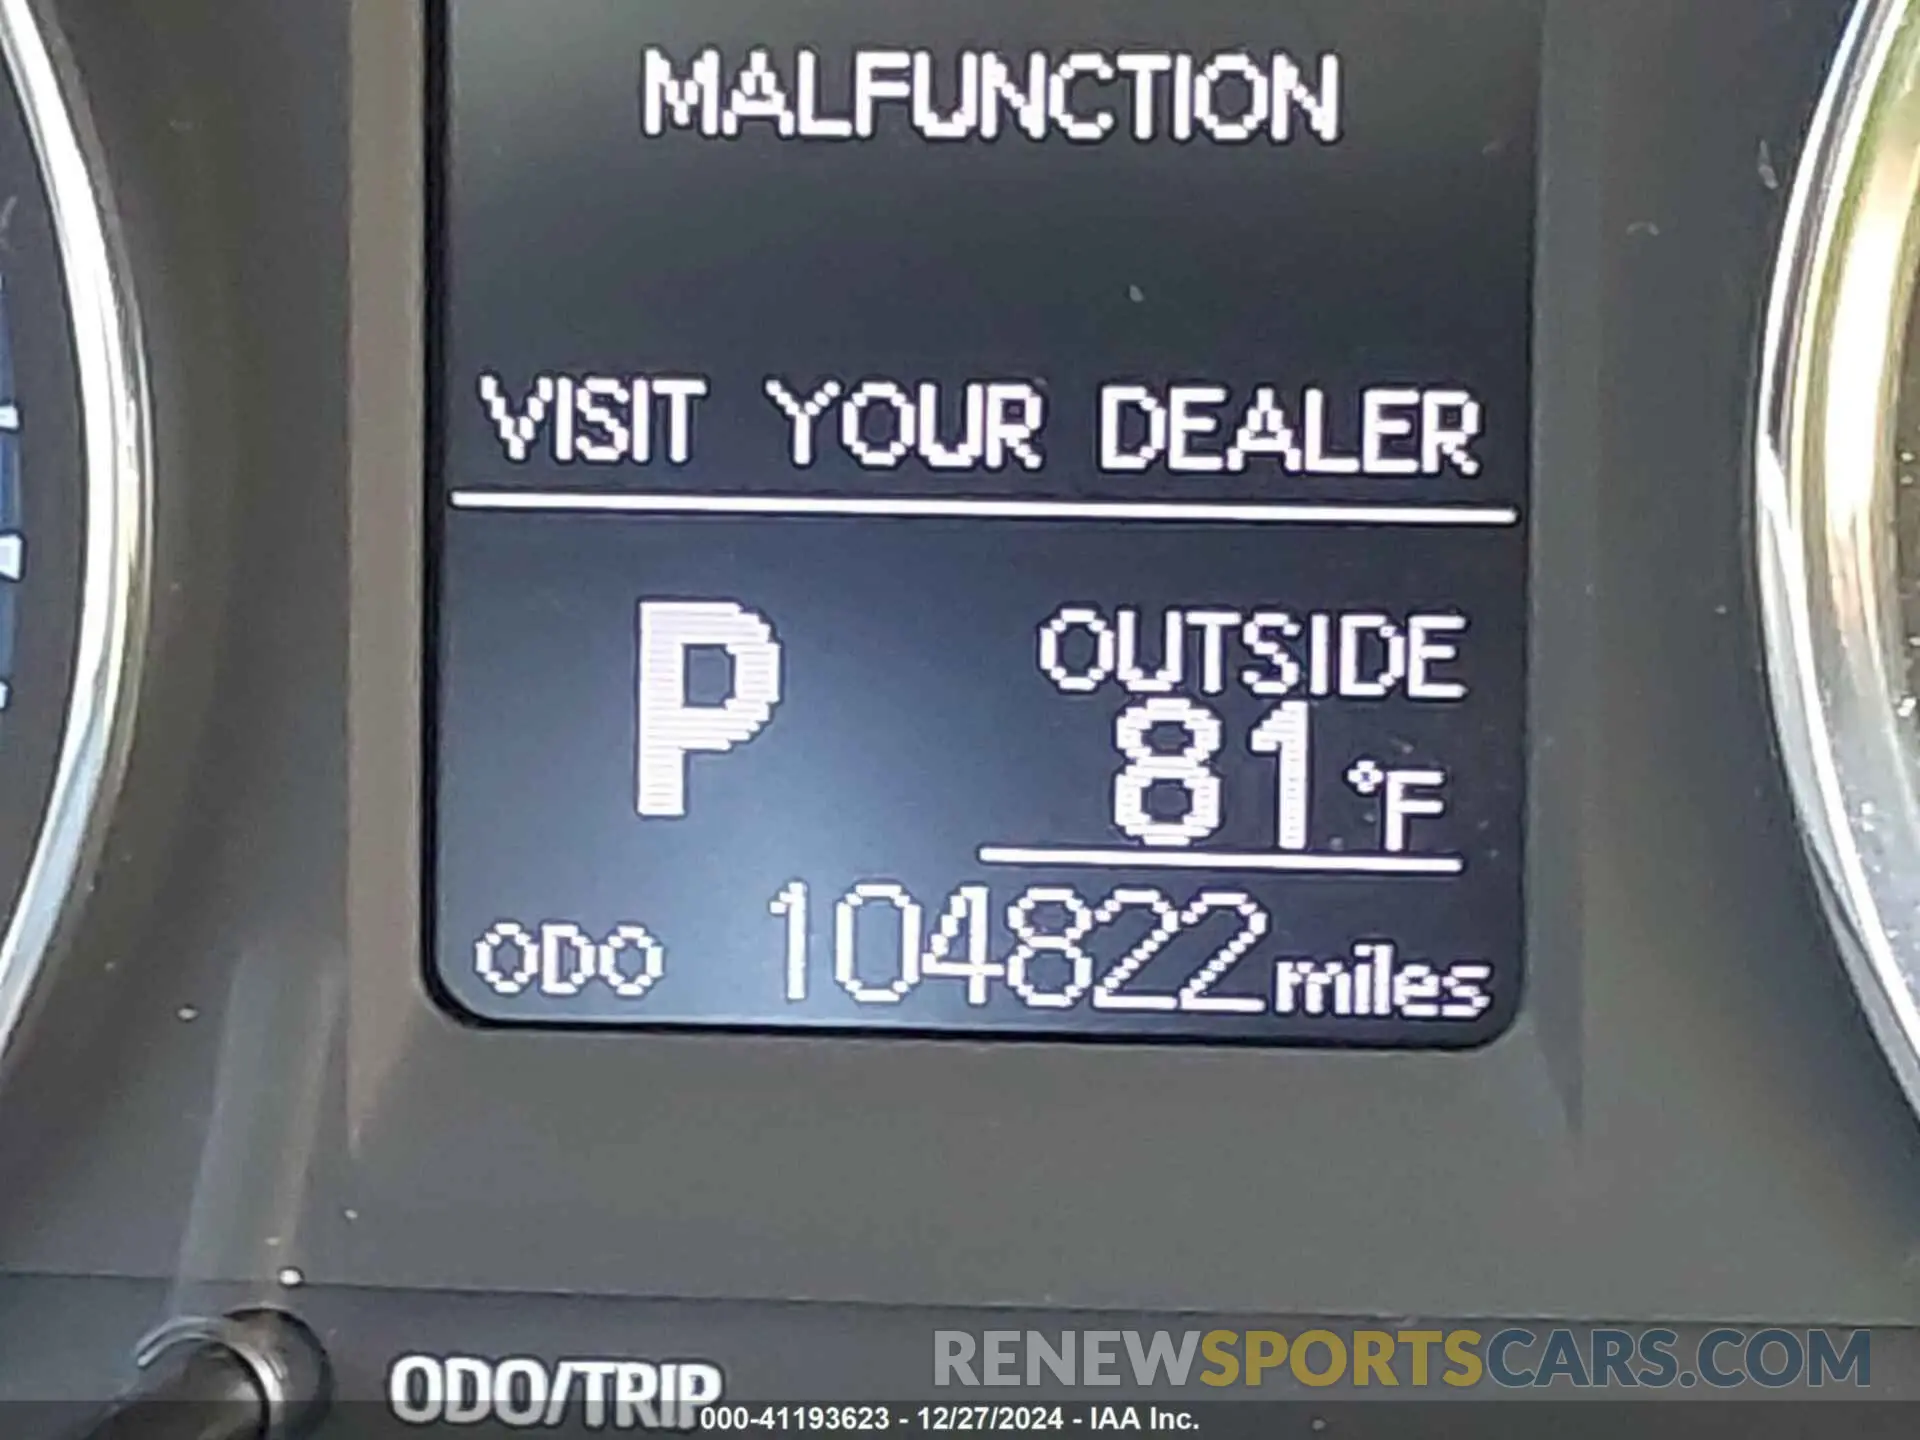 MALFUNCTION
VISIT YOUR DEALER
P
OUTSIDE
81 °F
ODO 104822 miles
RENEWSPORTSCARS.COM
ODO/TRIP
000-41193623 - 12/27/2024 - IAA Inc.